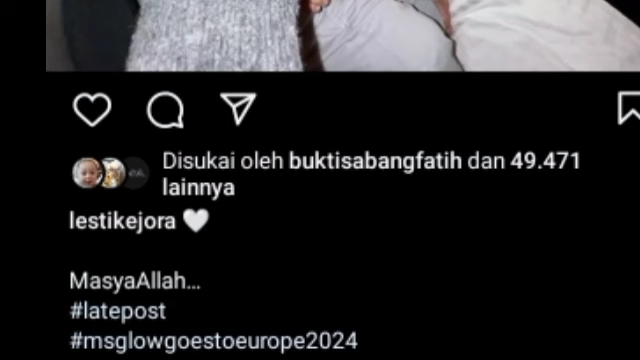 Disukai oleh buktisabangfatih dan 49.471
lainnya
lestikejora 🤍
MasyaAllah...
#latepost
#msglowgoestoeurope2024